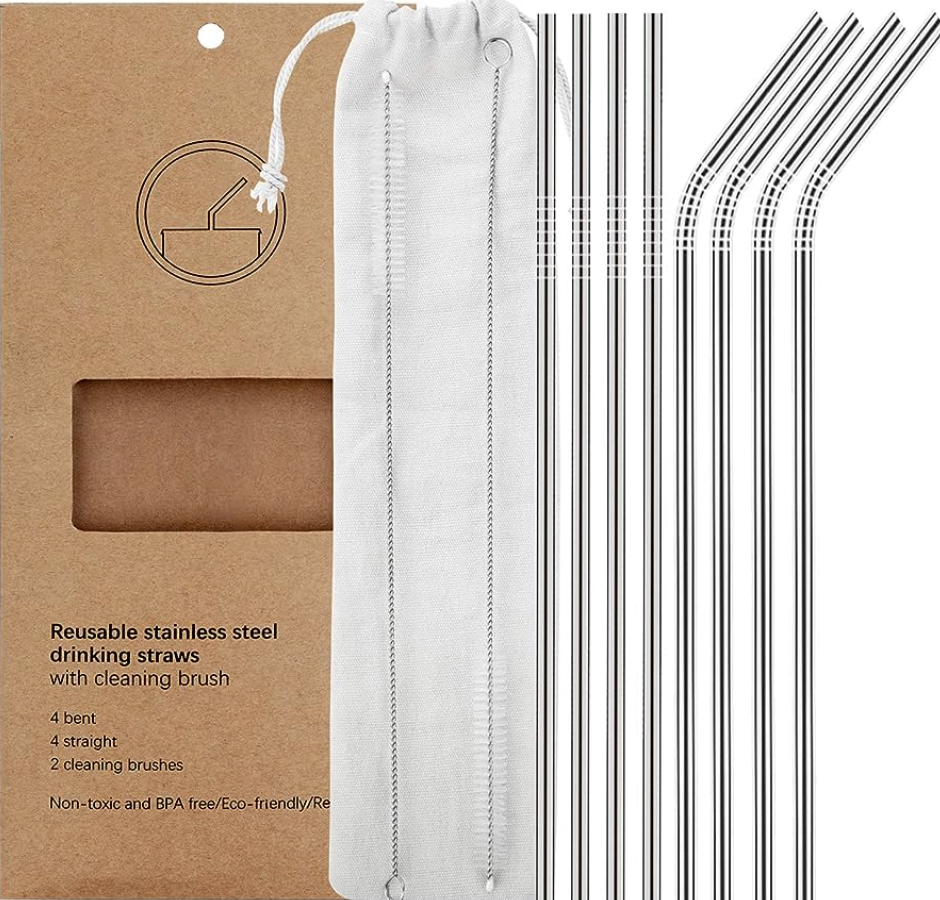 Reusable stainless steel
drinking straws
with cleaning brush
4 bent
4 straight
2 cleaning brushes
Non-toxic and BPA free/Eco-friendly/Re